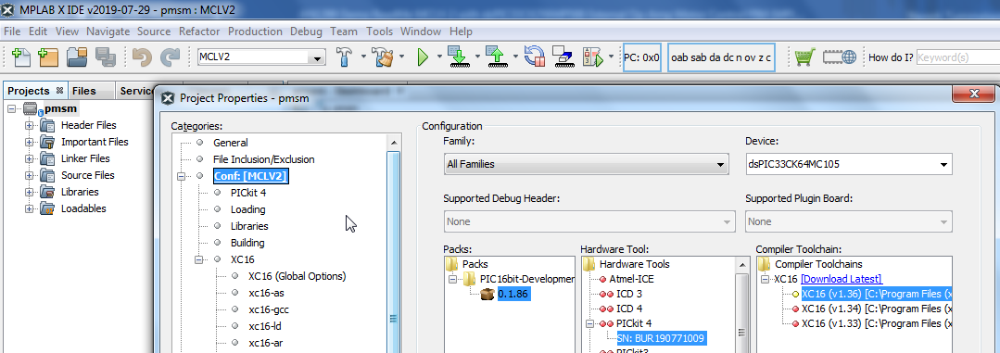 MPLAB X IDE v2019-07-29 - pmsm : MCLV2
File Edit View Navigate Source Refactor Production Debug Team Tools Window Help
MCLV2 PC: 0x0 oab sab da dc n ov z c How do I? Keyword(s)
Projects Files Servic
Project Properties - pmsm
pmsm
Header Files
Important Files
Linker Files
Source Files
Libraries
Loadables
Categories:
General
File Inclusion/Exclusion
Conf: [MCLV2]
PICkit 4
Loading
Libraries
Building
XC16
XC16 (Global Options)
xc16-as
xc16-gcc
xc16-ld
xc16-ar
Configuration
Family: Device:
All Families dsPIC33CK64MC105
Supported Debug Header: Supported Plugin Board:
None None
Packs:
Packs
PIC16bit-Developmer
0.1.86
Hardware Tool:
Hardware Tools
Atmel-ICE
ICD 3
ICD 4
PICkit 4
SN: BUR190771009
PICkit3
Compiler Toolchain:
Compiler Toolchains
XC16 [Download Latest]
XC16 (v1.36) [C:\Program Files (x
XC16 (v1.34) [C:\Program Files (x
XC16 (v1.33) [C:\Program Files (x